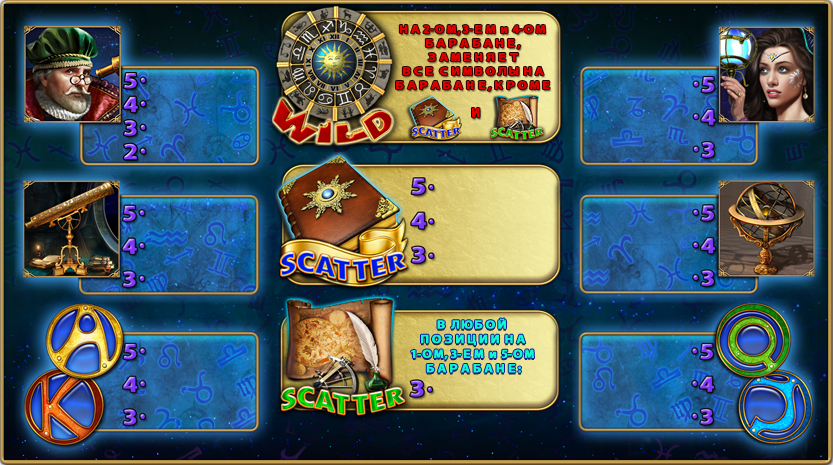 5·
4·
3·
2·
WILD
НА 2-ОМ, 3-ЕМ и 4-ОМ
БАРАБАНЕ,
ЗАМЕНЯЕТ
ВСЕ СИМВОЛЫ НА
БАРАБАНЕ, КРОМЕ
SCATTER И SCATTER
·5
·4
·3
5·
4·
3·
SCATTER
5·
4·
3·
·5
·4
·3
A
K
5·
4·
3·
SCATTER
В ЛЮБОЙ
ПОЗИЦИИ НА
1-ОМ, 3-ЕМ и 5-ОМ
БАРАБАНЕ:
3·
·5
·4
·3
Q
J